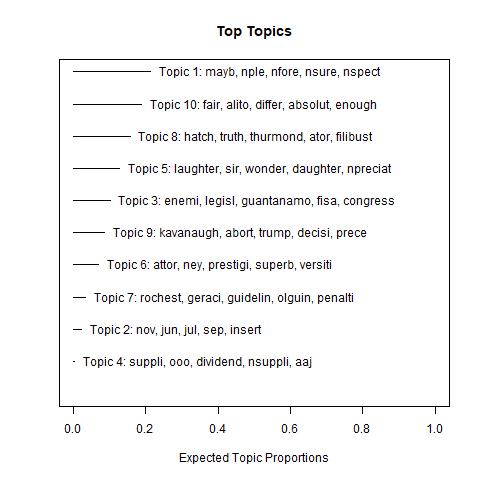 Top Topics
Topic 1: mayb, nple, nfore, nsure, nspect
Topic 10: fair, alito, differ, absolut, enough
Topic 8: hatch, truth, thurmond, ator, filibust
Topic 5: laughter, sir, wonder, daughter, npreciat
Topic 3: enemi, legisl, guantanamo, fisa, congress
Topic 9: kavanaugh, abort, trump, decisi, prece
Topic 6: attor, ney, prestigi, superb, versiti
Topic 7: rochest, geraci, guidelin, olguin, penalti
Topic 2: nov, jun, jul, sep, insert
Topic 4: suppli, ooo, dividend, nsuppli, aaj
0.0 0.2 0.4 0.6 0.8 1.0
Expected Topic Proportions